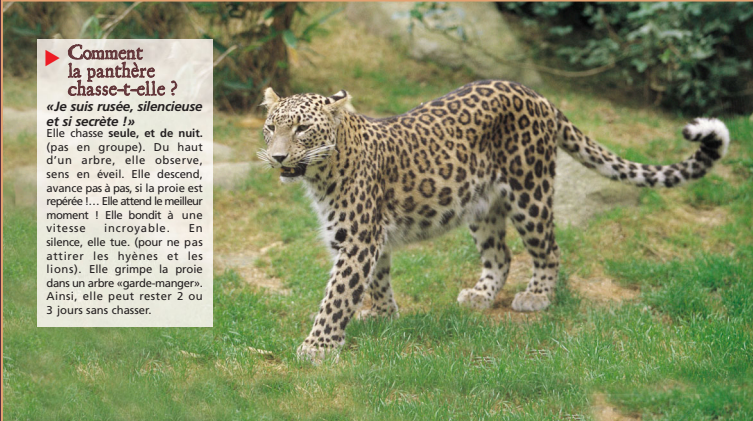 Comment
la panthère
chasse-t-elle ?
«Je suis rusée, silencieuse
et si secrète !»
Elle chasse seule, et de nuit.
(pas en groupe). Du haut
d'un arbre, elle observe,
sens en éveil. Elle descend,
avance pas à pas, si la proie est
repérée !... Elle attend le meilleur
moment ! Elle bondit à une
vitesse incroyable. En
silence, elle tue. (pour ne pas
attirer les hyènes et les
lions). Elle grimpe la proie
dans un arbre «garde-manger».
Ainsi, elle peut rester 2 ou
3 jours sans chasser.